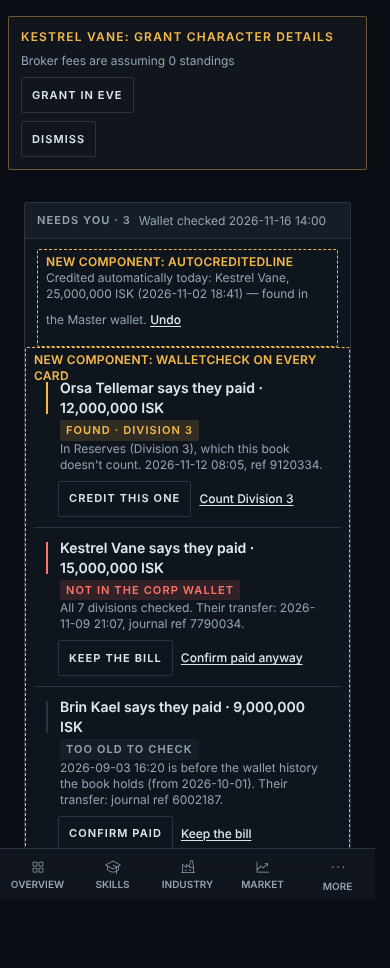 KESTREL VANE: GRANT CHARACTER DETAILS
Broker fees are assuming 0 standings
GRANT IN EVE
DISMISS
NEEDS YOU · 3 Wallet checked 2026-11-16 14:00
NEW COMPONENT: AUTOCREDITEDLINE
Credited automatically today: Kestrel Vane,
25,000,000 ISK (2026-11-02 18:41) — found in
the Master wallet. Undo
NEW COMPONENT: WALLETCHECK ON EVERY
CARD
Orsa Tellemar says they paid ·
12,000,000 ISK
FOUND · DIVISION 3
In Reserves (Division 3), which this book
doesn't count. 2026-11-12 08:05, ref 9120334.
CREDIT THIS ONE Count Division 3
Kestrel Vane says they paid ·
15,000,000 ISK
NOT IN THE CORP WALLET
All 7 divisions checked. Their transfer: 2026-
11-09 21:07, journal ref 7790034.
KEEP THE BILL Confirm paid anyway
Brin Kael says they paid · 9,000,000
ISK
TOO OLD TO CHECK
2026-09-03 16:20 is before the wallet history
the book holds (from 2026-10-01). Their
transfer: journal ref 6002187.
CONFIRM PAID Keep the bill
OVERVIEW SKILLS INDUSTRY MARKET MORE